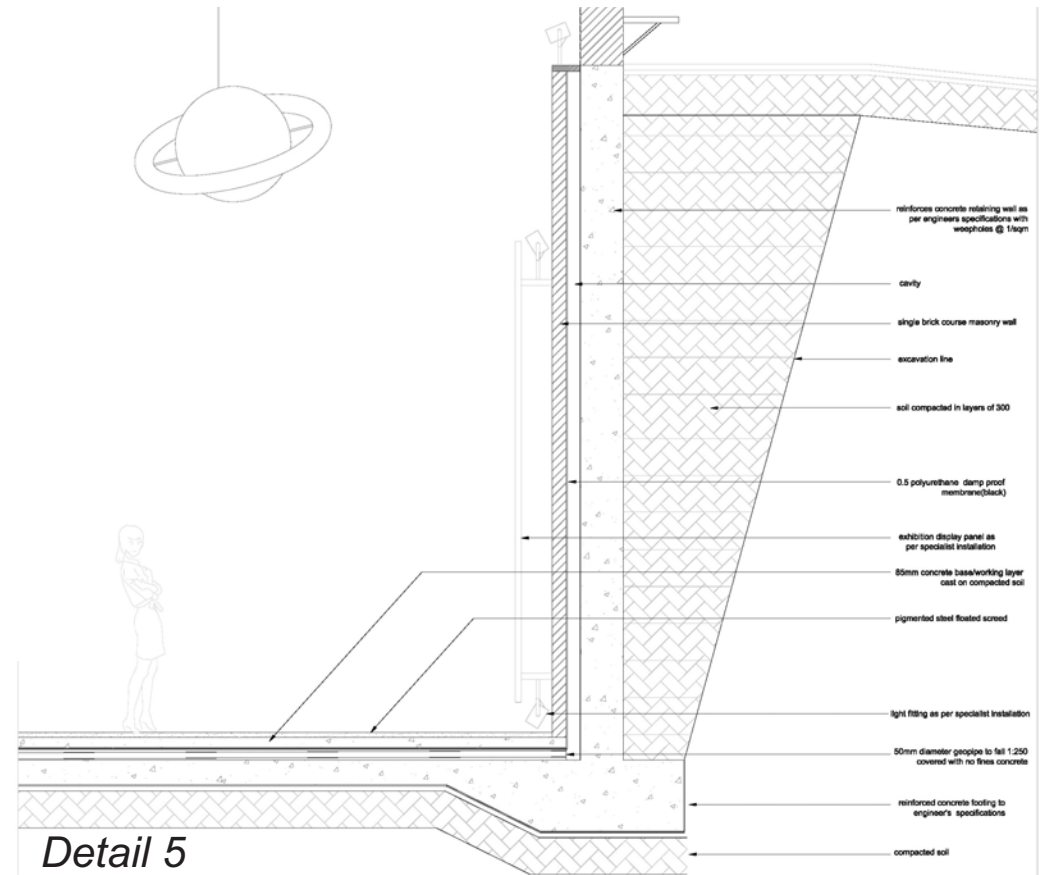 reinforces concrete retaining wall as
per engineers specifications with
weepholes @ 1/sqm
cavity
single brick course masonry wall
excavation line
soil compacted in layers of 300
0.5 polyurethane damp proof
membrane(black)
exhibition display panel as
per specialist installation
85mm concrete base/working layer
cast on compacted soil
pigmented steel floated screed
light fitting as per specialist installation
50mm diameter geopipe to fall 1:250
covered with no fines concrete
reinforced concrete footing to
engineer's specifications
compacted soil
Detail 5